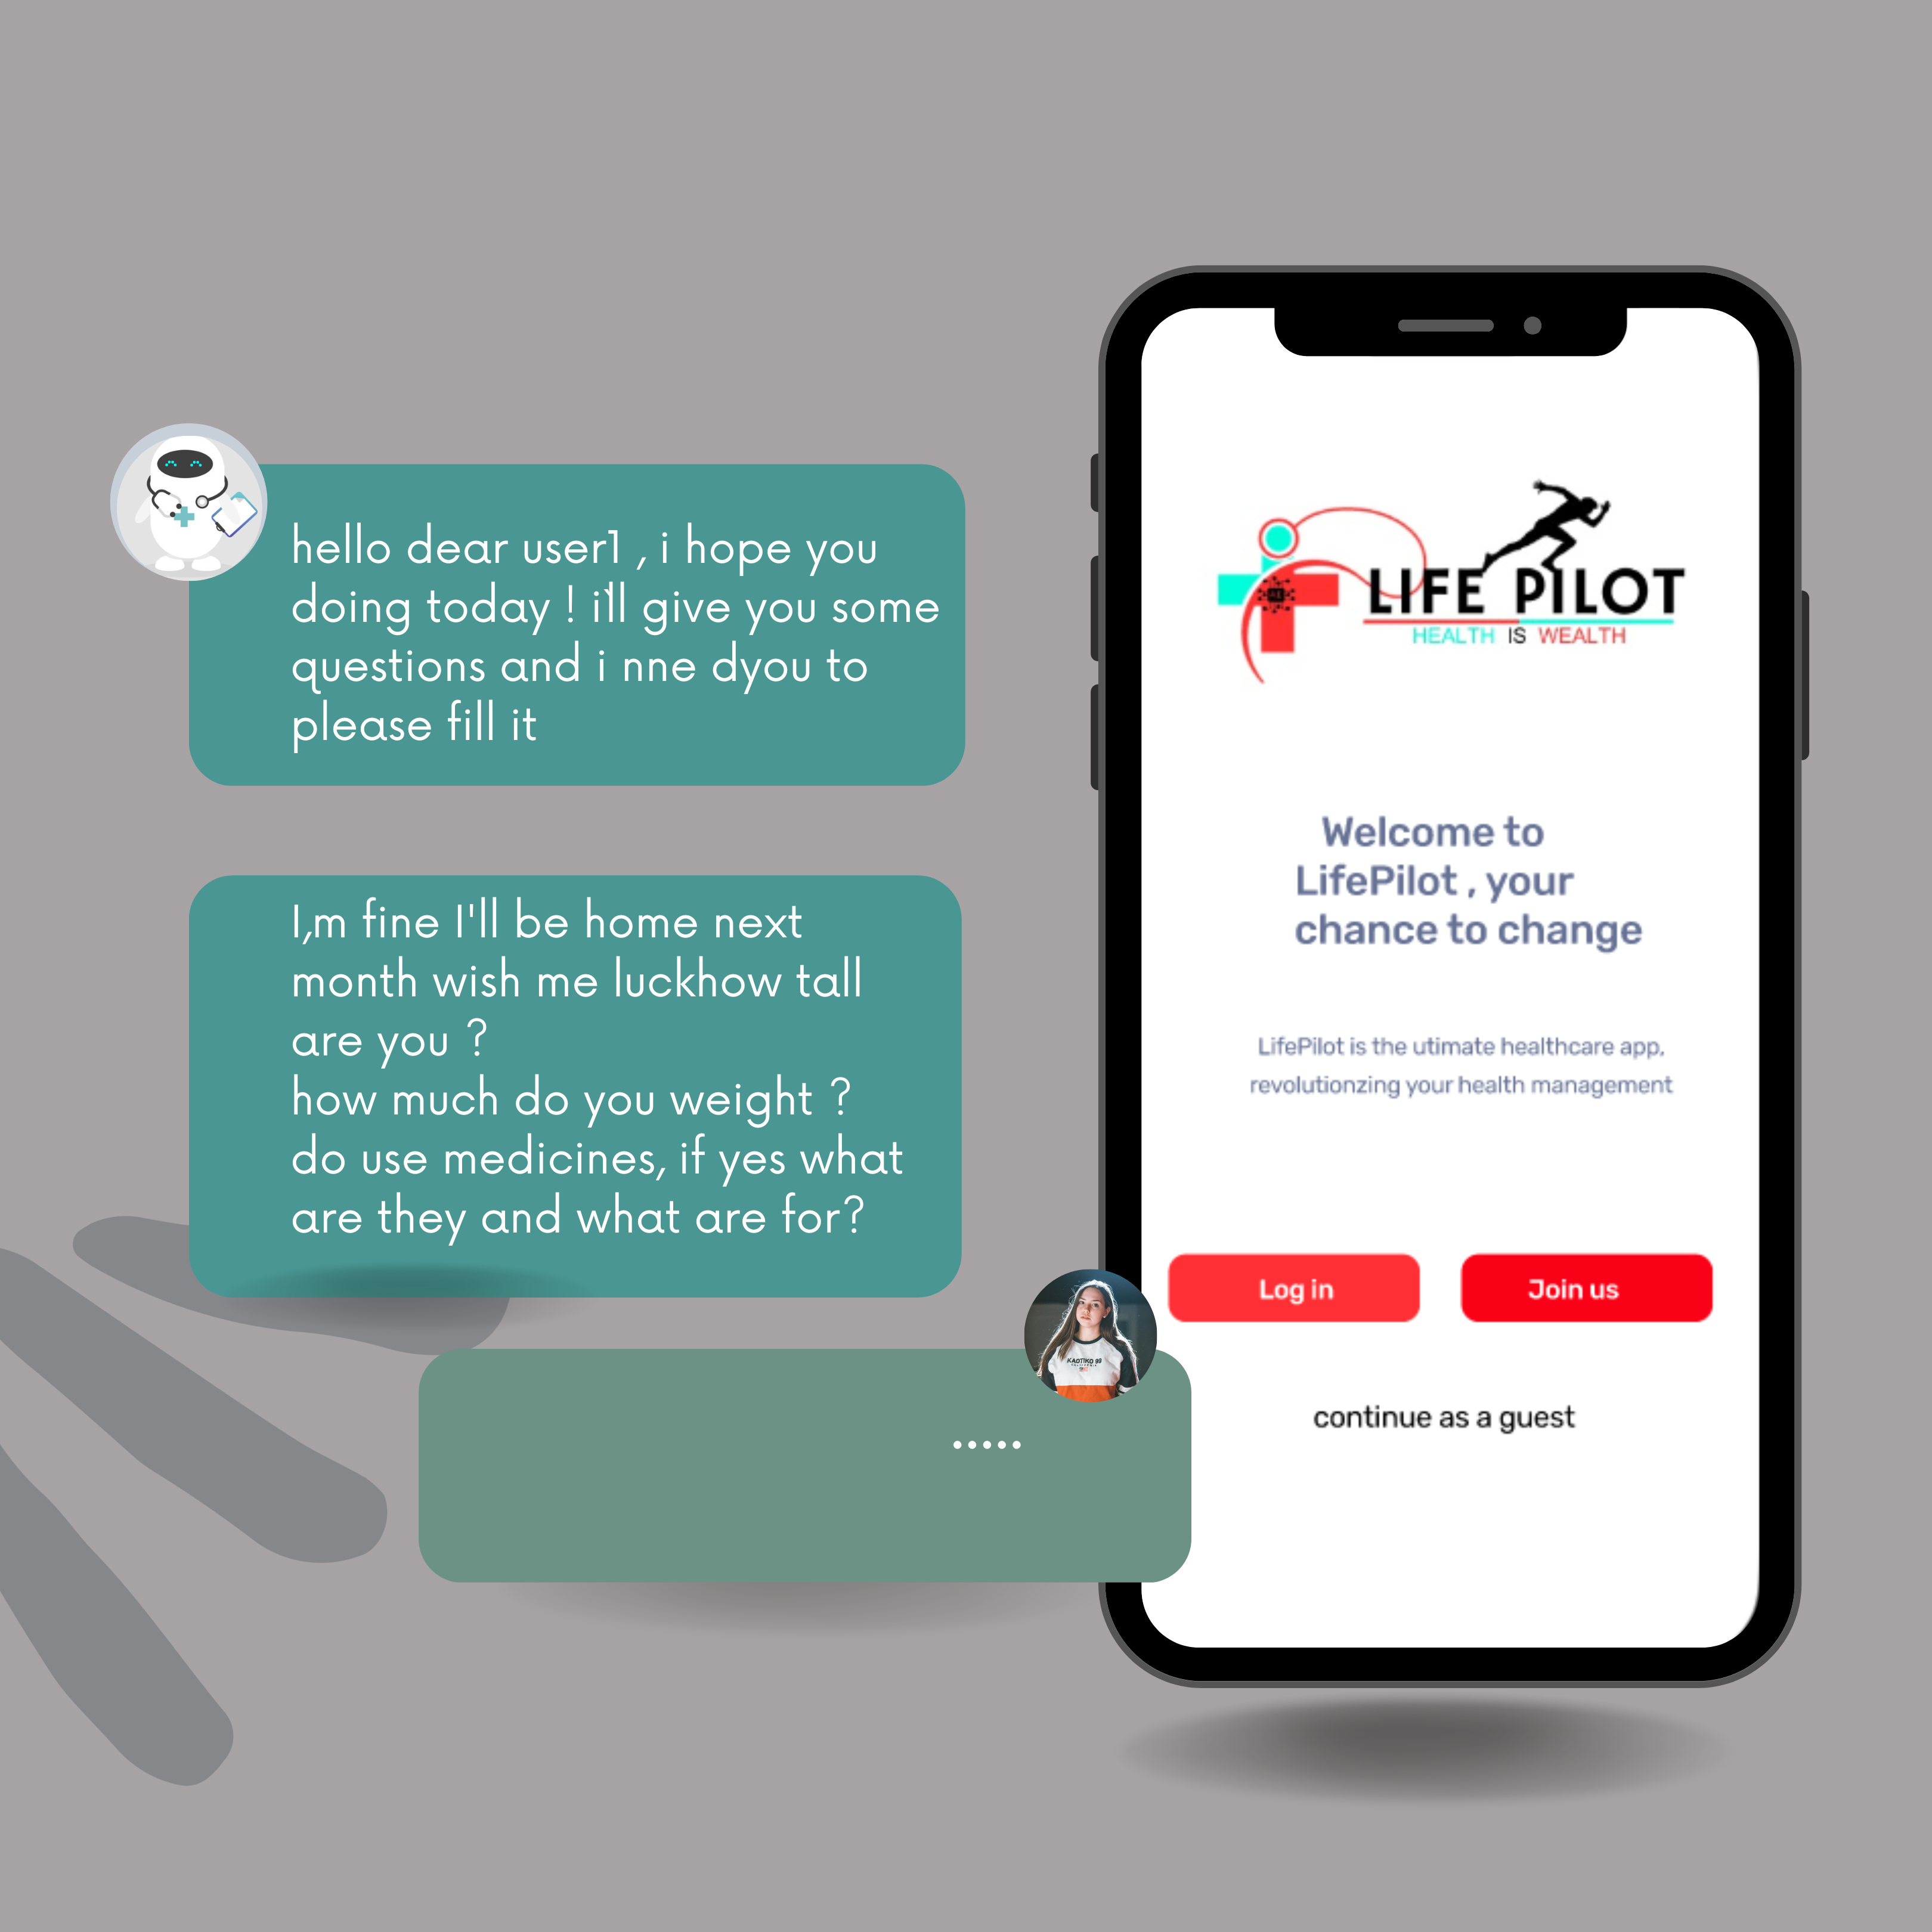 hello dear user1 , i hope you
doing today ! i`ll give you some
questions and i nne dyou to
please fill it
I,m fine I'll be home next
month wish me luckhow tall
are you ?
how much do you weight ?
do use medicines, if yes what
are they and what are for?
.....
KAOTIKO 98
LIFE PILOT
HEALTH IS WEALTH
Welcome to
LifePilot , your
chance to change
LifePilot is the utimate healthcare app,
revolutionzing your health management
Log in
Join us
continue as a guest